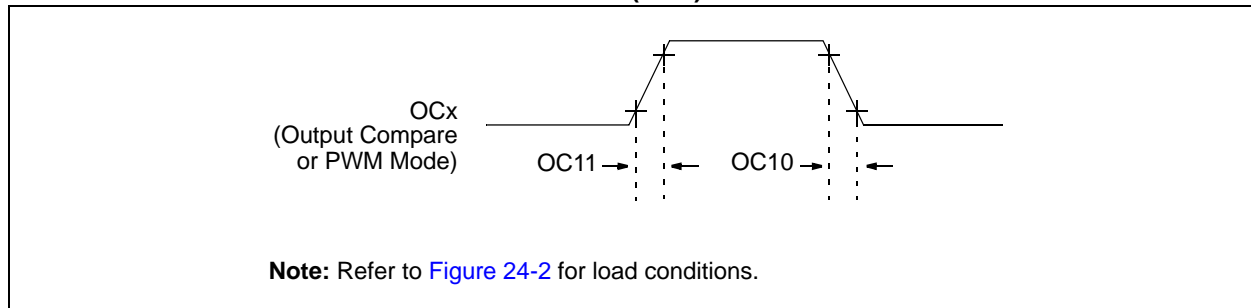 OCx
(Output Compare
or PWM Mode)
OC11
OC10
Note: Refer to Figure 24-2 for load conditions.